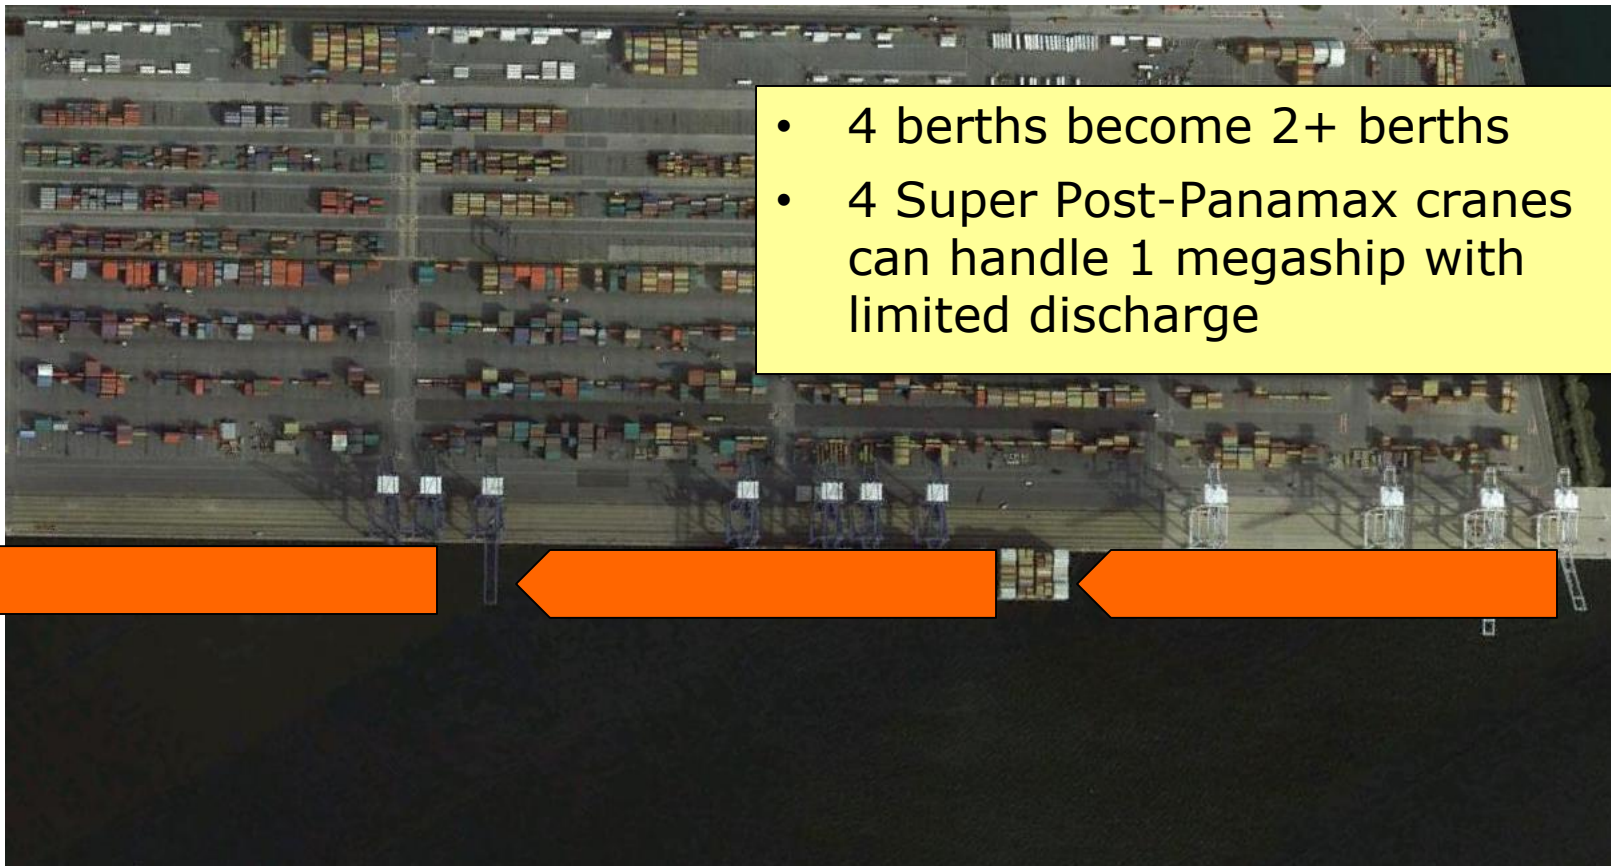 • 4 berths become 2+ berths
• 4 Super Post-Panamax cranes
can handle 1 megaship with
limited discharge